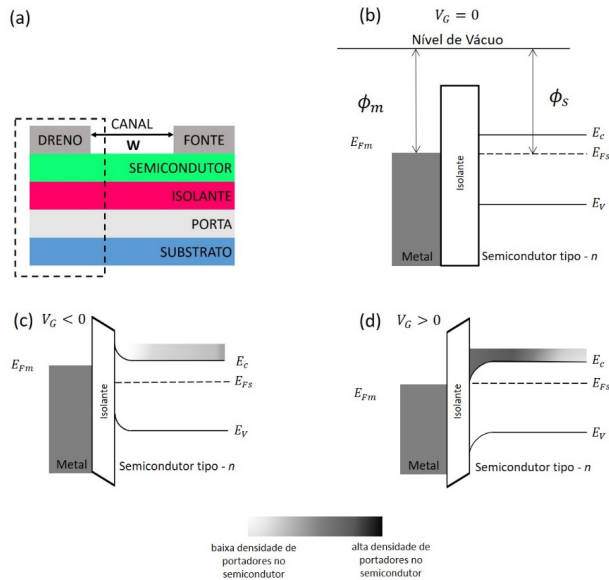 (a)
DRENO
CANAL
W
FONTE
SEMICONDUTOR
ISOLANTE
PORTA
SUBSTRATO
(b)
V_G = 0
Nível de Vácuo
ϕ_m
ϕ_s
E_Fm
E_c
E_Fs
E_V
Isolante
Metal
Semicondutor tipo - n
(c)
V_G < 0
E_Fm
E_c
E_Fs
E_V
Isolante
Metal
Semicondutor tipo - n
(d)
V_G > 0
E_Fm
E_c
E_Fs
E_V
Isolante
Metal
Semicondutor tipo - n
baixa densidade de
portadores no
semicondutor
alta densidade de
portadores no
semicondutor